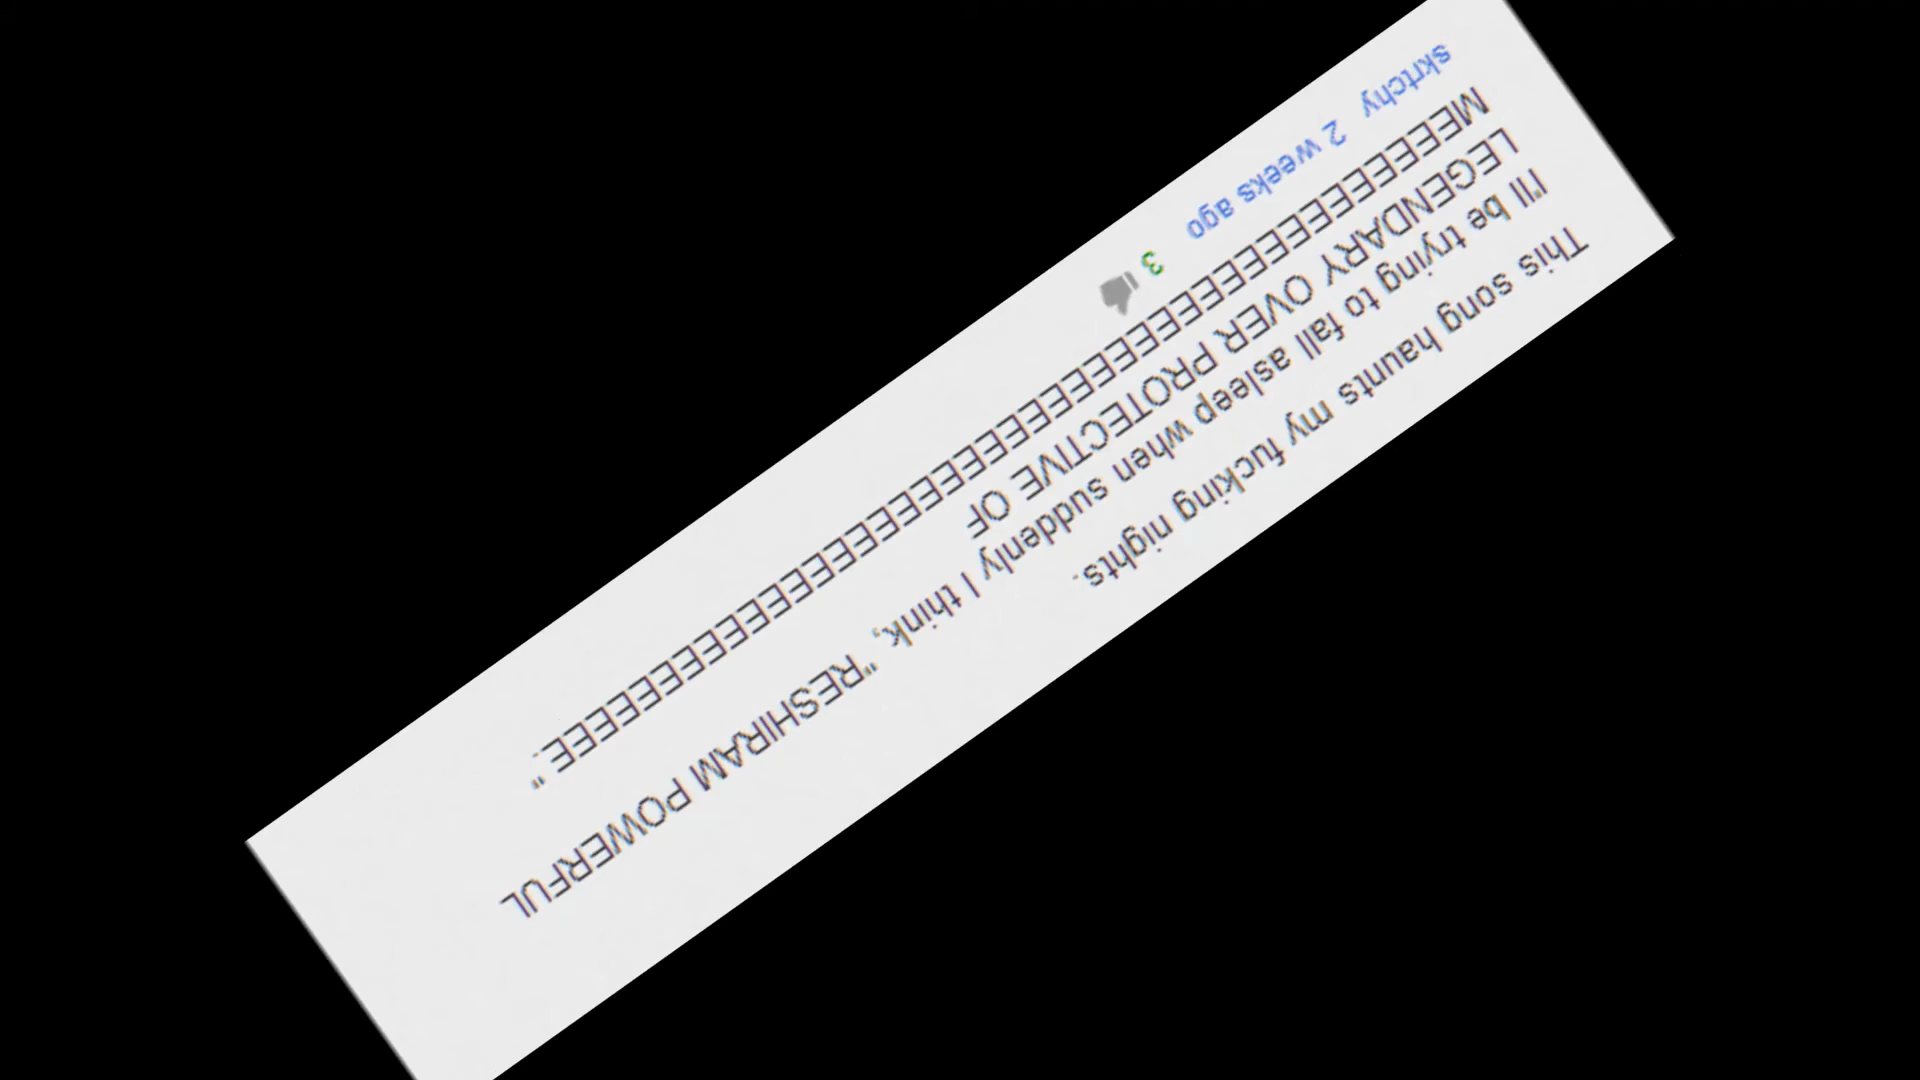 This song haunts my fucking nights.
I'll be trying to fall asleep when suddenly I think, "RESHIRAM POWERFUL
LEGENDARY OVER PROTECTIVE OF
MEEEEEEEEEEEEEEEEEEEEEEEEEEEEEEEEEEEEEEEEEE."
skrtchy 2 weeks ago 3